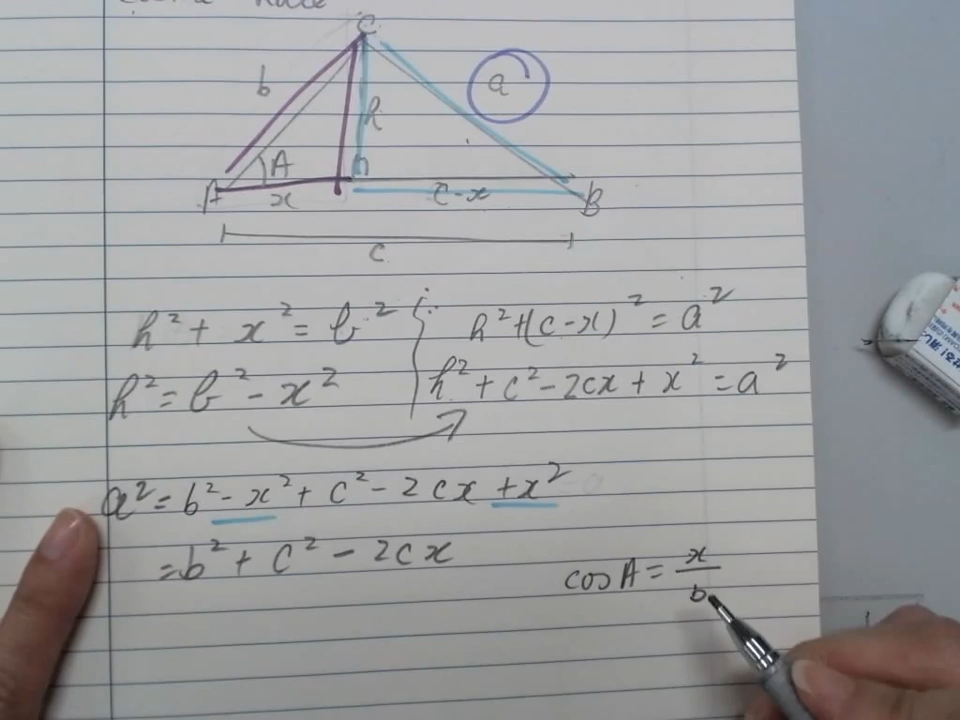 C
b
a
h
A
A
x
c-x
B
c
h² + x² = b²
h² + (c-x)² = a²
h² = b² - x²
h² + c² - 2cx + x² = a²
a² = b² - x² + c² - 2cx + x²
= b² + c² - 2cx
cos A = x/b